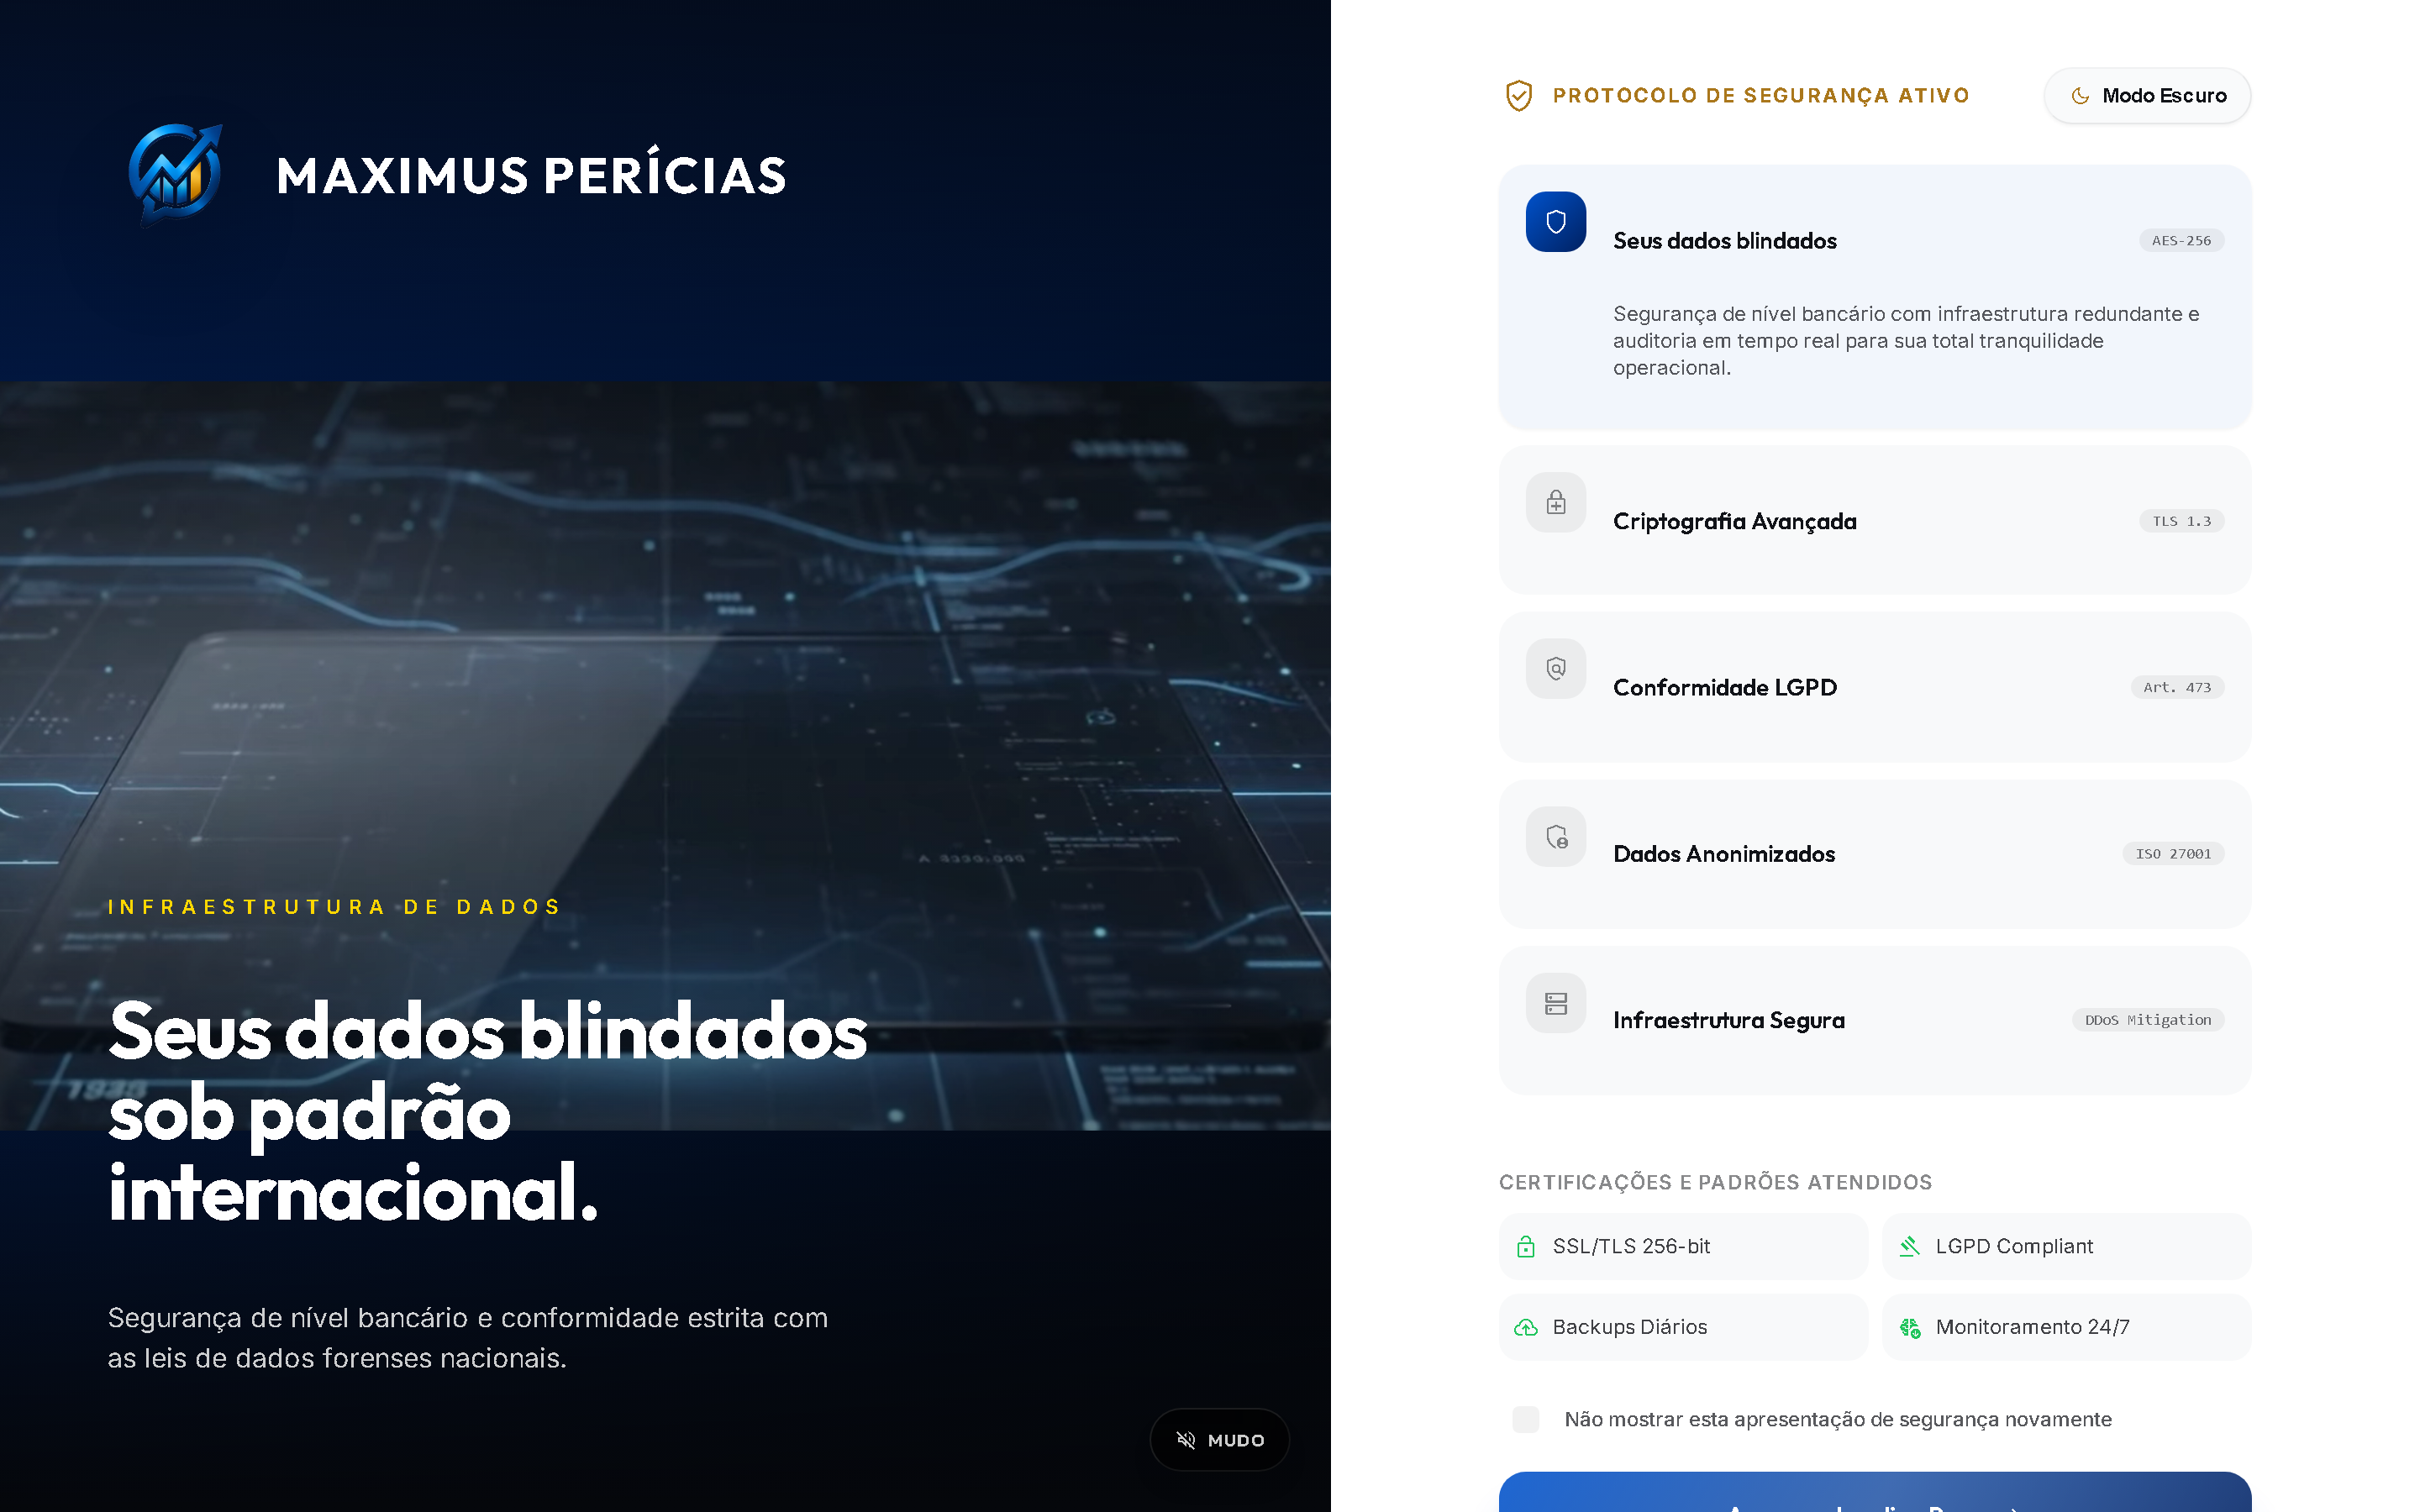 MAXIMUS PERÍCIAS
INFRAESTRUTURA DE DADOS
Seus dados blindados
sob padrão
internacional.
Segurança de nível bancário e conformidade estrita com
as leis de dados forenses nacionais.
MUDO
PROTOCOLO DE SEGURANÇA ATIVO
Modo Escuro
Seus dados blindados
AES-256
Segurança de nível bancário com infraestrutura redundante e
auditoria em tempo real para sua total tranquilidade
operacional.
Criptografia Avançada
TLS 1.3
Conformidade LGPD
Art. 473
Dados Anonimizados
ISO 27001
Infraestrutura Segura
DDoS Mitigation
CERTIFICAÇÕES E PADRÕES ATENDIDOS
SSL/TLS 256-bit
LGPD Compliant
Backups Diários
Monitoramento 24/7
Não mostrar esta apresentação de segurança novamente